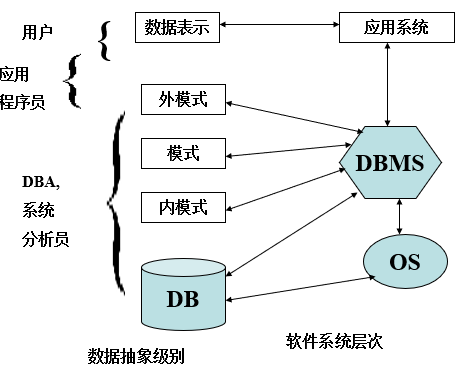 用户
数据表示
应用系统
应用
程序员
外模式
模式
DBMS
DBA,
系统
分析员
内模式
OS
DB
数据抽象级别
软件系统层次